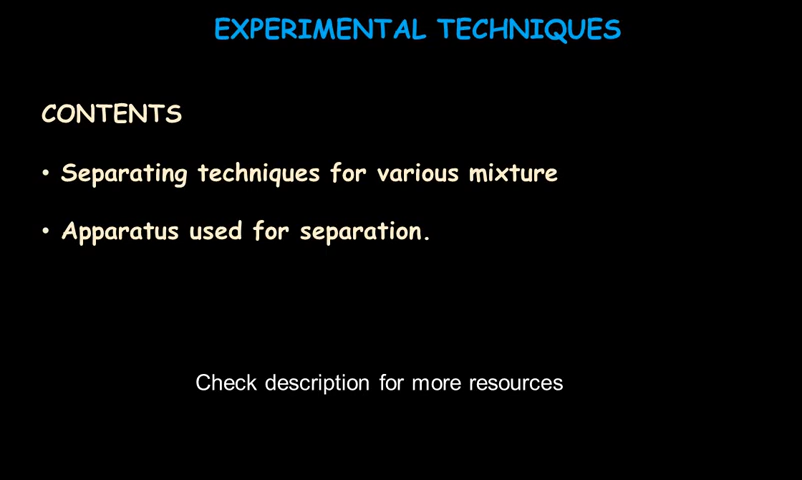 EXPERIMENTAL TECHNIQUES
CONTENTS
• Separating techniques for various mixture
• Apparatus used for separation.
Check description for more resources